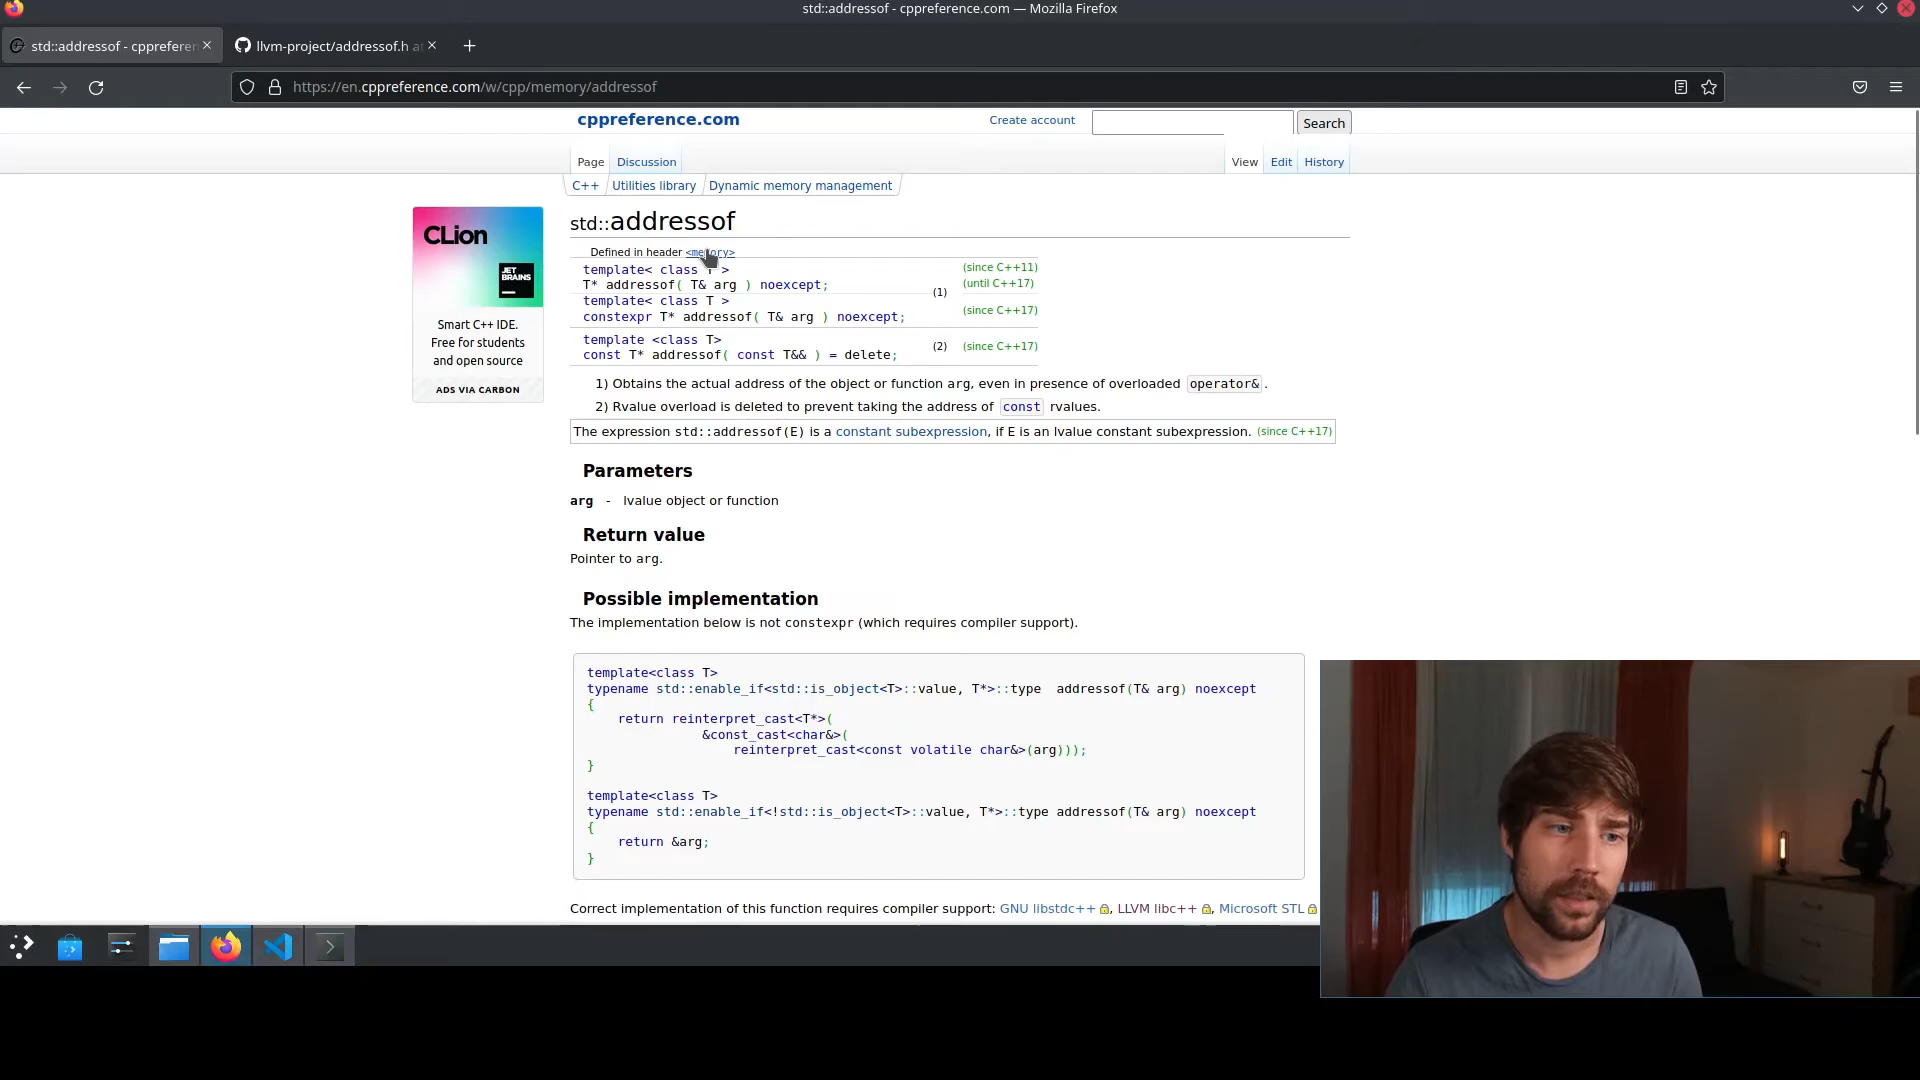 std::addressof - cppreference.com — Mozilla Firefox
std::addressof - cppreferen
llvm-project/addressof.h at
https://en.cppreference.com/w/cpp/memory/addressof
cppreference.com
Create account
Search
Page
Discussion
View
Edit
History
C++
Utilities library
Dynamic memory management
std::addressof
Defined in header <memory>
template< class T >
T* addressof( T& arg ) noexcept;
(since C++11)
(until C++17)
(1)
template< class T >
constexpr T* addressof( T& arg ) noexcept;
(since C++17)
template <class T>
const T* addressof( const T&& ) = delete;
(2)
(since C++17)
1) Obtains the actual address of the object or function arg, even in presence of overloaded operator& .
2) Rvalue overload is deleted to prevent taking the address of const rvalues.
The expression std::addressof(E) is a constant subexpression, if E is an lvalue constant subexpression. (since C++17)
Parameters
arg - lvalue object or function
Return value
Pointer to arg.
Possible implementation
The implementation below is not constexpr (which requires compiler support).
template<class T>
typename std::enable_if<std::is_object<T>::value, T*>::type  addressof(T& arg) noexcept
{
    return reinterpret_cast<T*>(
               &const_cast<char&>(
                   reinterpret_cast<const volatile char&>(arg)));
}
template<class T>
typename std::enable_if<!std::is_object<T>::value, T*>::type addressof(T& arg) noexcept
{
    return &arg;
}
Correct implementation of this function requires compiler support: GNU libstdc++, LLVM libc++, Microsoft STL
CLion
JET
BRAINS
Smart C++ IDE.
Free for students
and open source
ADS VIA CARBON